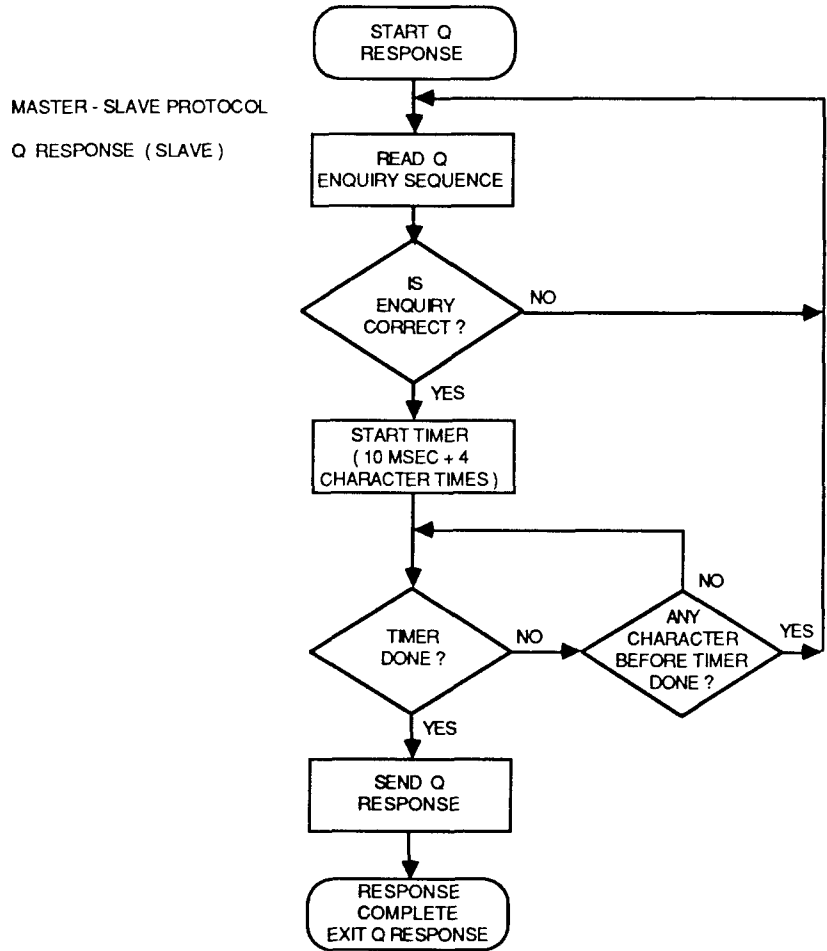 START Q
RESPONSE
MASTER - SLAVE PROTOCOL
Q RESPONSE ( SLAVE )
READ Q
ENQUIRY SEQUENCE
IS
ENQUIRY
CORRECT ?
NO
YES
START TIMER
( 10 MSEC + 4
CHARACTER TIMES )
TIMER
DONE ?
NO
ANY
CHARACTER
BEFORE TIMER
DONE ?
NO
YES
YES
SEND Q
RESPONSE
RESPONSE
COMPLETE
EXIT Q RESPONSE